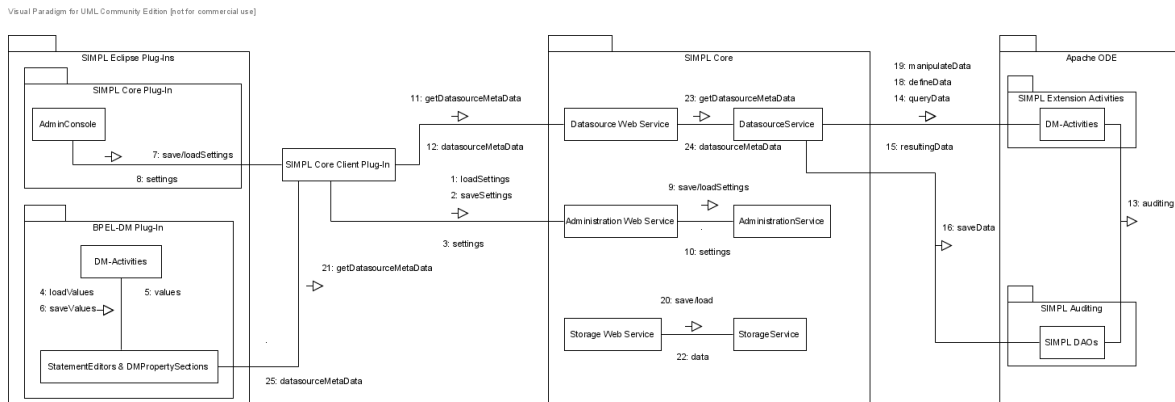 Visual Paradigm for UML Community Edition [not for commercial use]
SIMPL Eclipse Plug-Ins
SIMPL Core Plug-In
AdminConsole
7: save/loadSettings
8: settings
BPEL-DM Plug-In
DM-Activities
4: loadValues
5: values
6: saveValues
StatementEditors & DMPropertySections
SIMPL Core Client Plug-In
11: getDatasourceMetaData
12: datasourceMetaData
1: loadSettings
2: saveSettings
3: settings
21: getDatasourceMetaData
25: datasourceMetaData
SIMPL Core
Datasource Web Service
23: getDatasourceMetaData
DatasourceService
24: datasourceMetaData
9: save/loadSettings
Administration Web Service
AdministrationService
10: settings
20: save/load
Storage Web Service
StorageService
22: data
19: manipulateData
18: defineData
14: queryData
15: resultingData
16: saveData
Apache ODE
SIMPL Extension Activities
DM-Activities
13: auditing
SIMPL Auditing
SIMPL DAOs